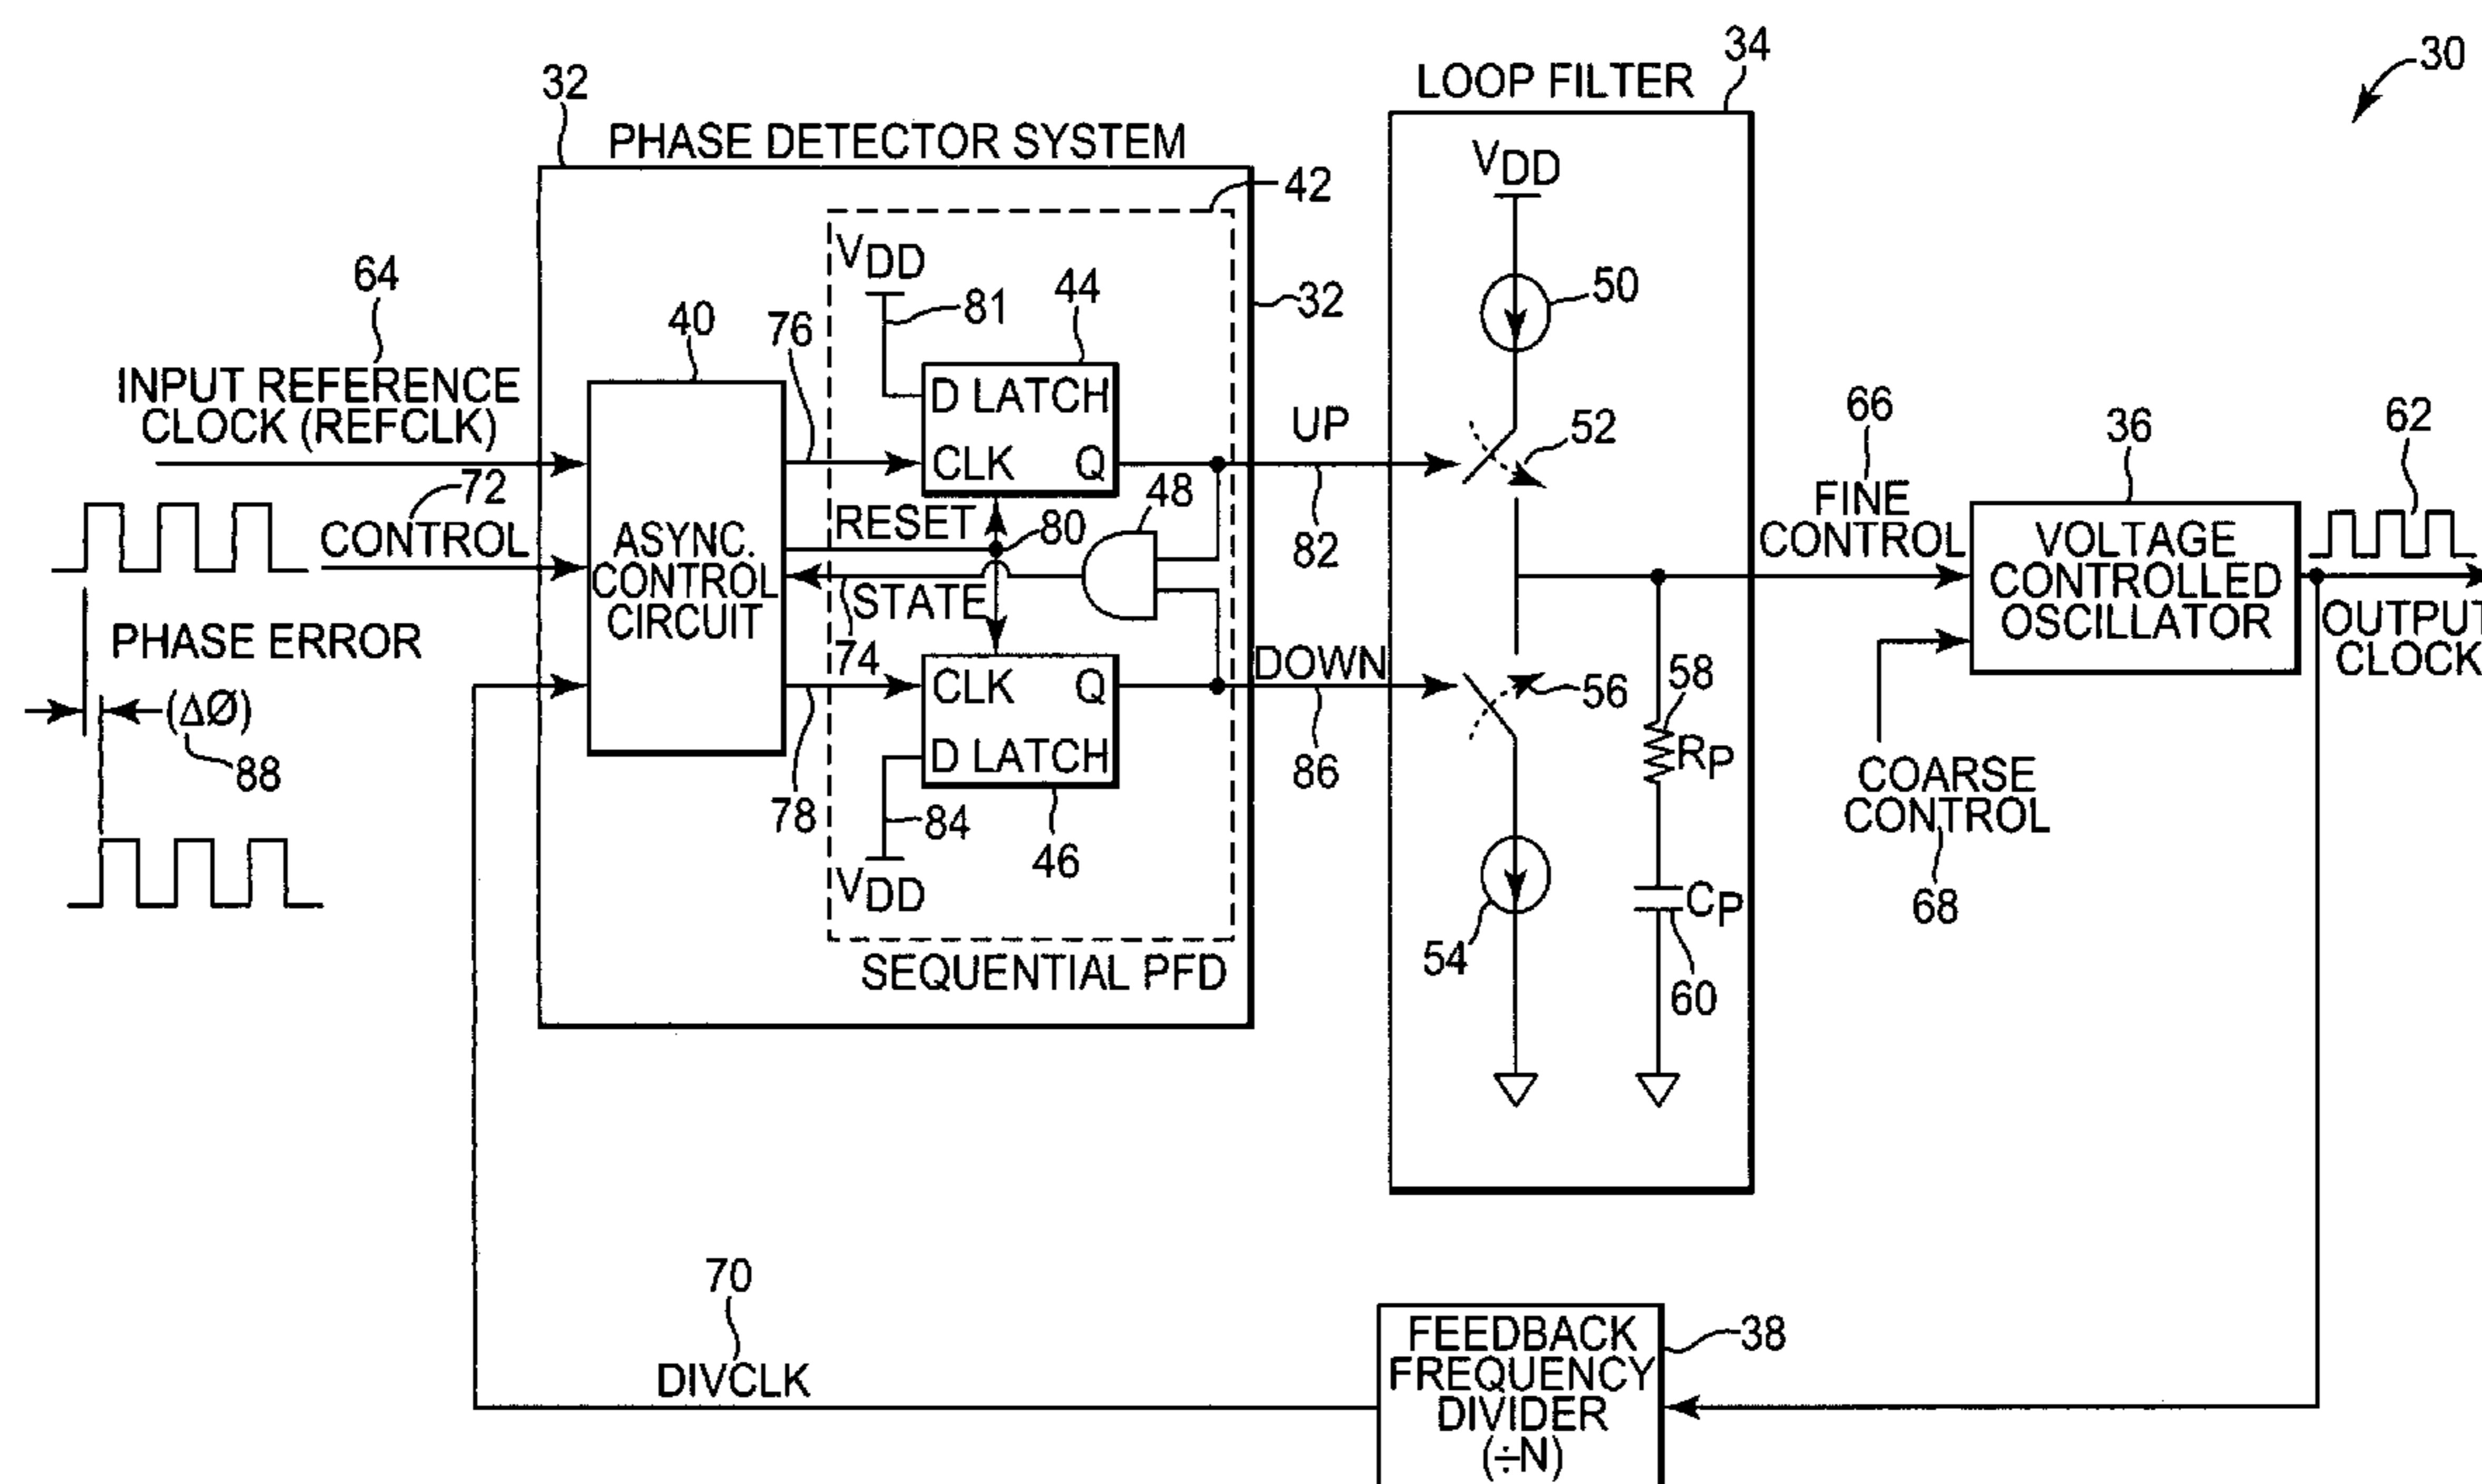 30
34
LOOP FILTER
32
PHASE DETECTOR SYSTEM
42
VDD
VDD
64
81
44
32
50
40
76
INPUT REFERENCE
CLOCK (REFCLK)
D LATCH
CLK Q
UP
52
66
36
62
72
CONTROL
RESET
80
48
82
FINE
CONTROL
ASYNC.
CONTROL
CIRCUIT
STATE
74
VOLTAGE
CONTROLLED
OSCILLATOR
OUTPUT
CLOCK
PHASE ERROR
(ΔØ)
88
DOWN
CLK Q
D LATCH
56
58
RP
78
84
46
86
VDD
COARSE
CONTROL
68
54
CP
60
SEQUENTIAL PFD
70
DIVCLK
FEEDBACK
FREQUENCY
DIVIDER
(÷N)
38